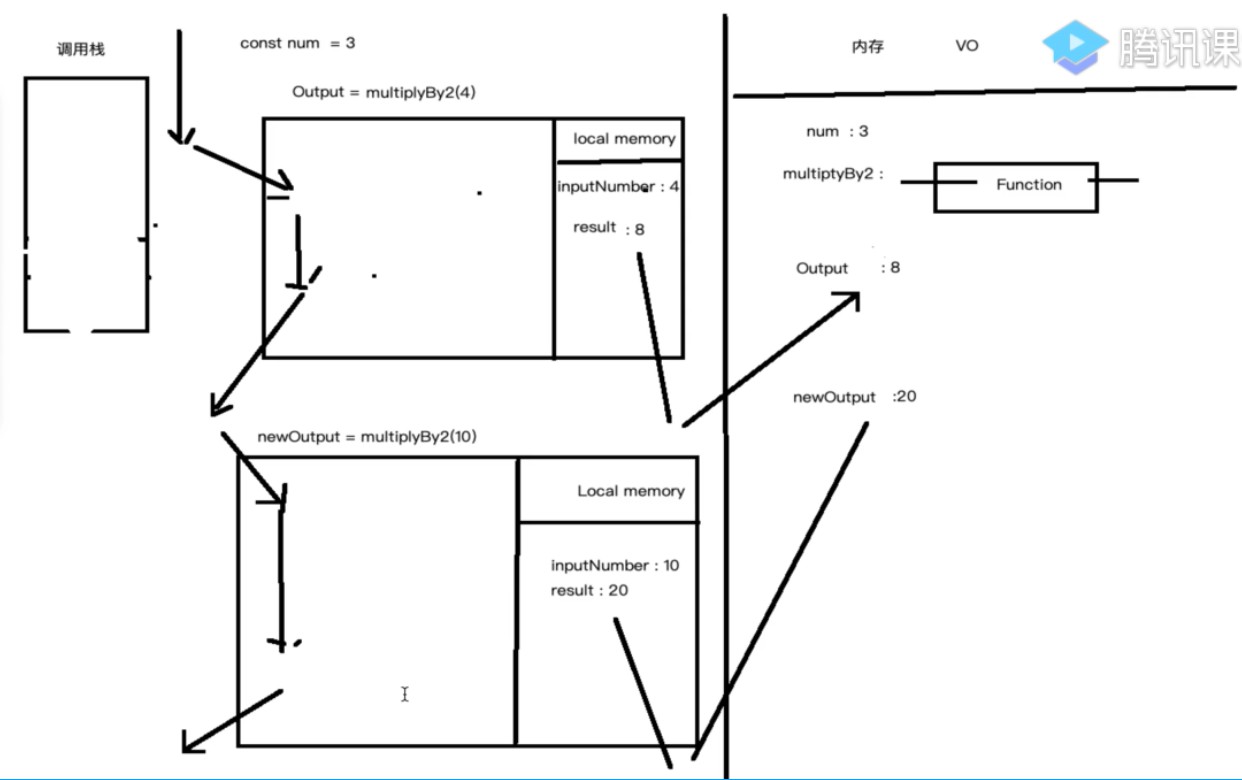 调用栈
const num = 3
Output = multiplyBy2(4)
local memory
inputNumber : 4
result : 8
newOutput = multiplyBy2(10)
Local memory
inputNumber : 10
result : 20
内存 VO
腾讯课
num : 3
multiptyBy2 :
Function
Output : 8
newOutput :20